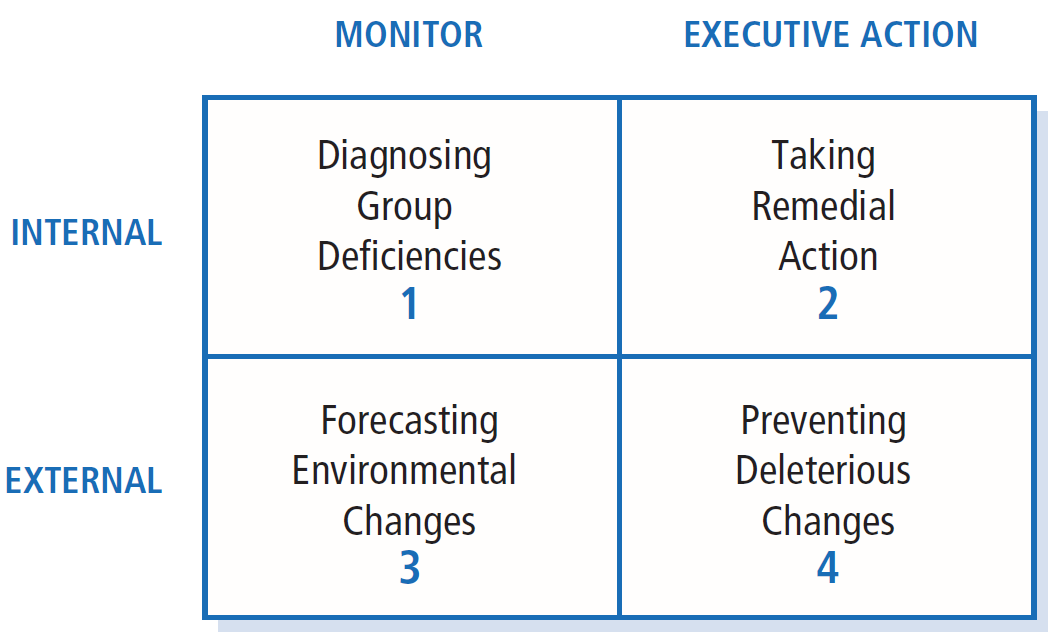 MONITOR EXECUTIVE ACTION
INTERNAL
Diagnosing
Group
Deficiencies
1
Taking
Remedial
Action
2
EXTERNAL
Forecasting
Environmental
Changes
3
Preventing
Deleterious
Changes
4